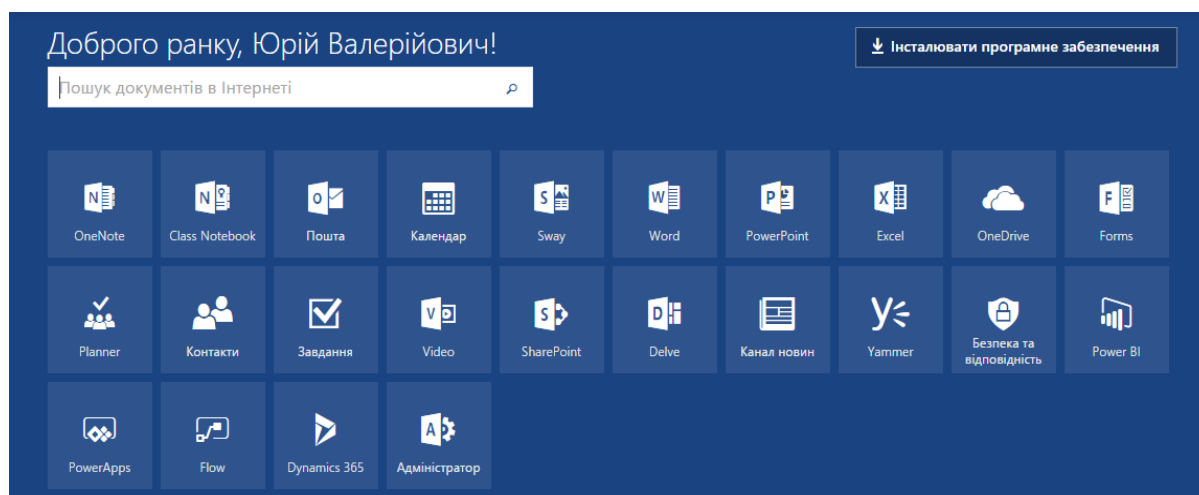 Доброго ранку, Юрій Валерійович!
Інсталювати програмне забезпечення
Пошук документів в Інтернеті
OneNote
Class Notebook
Пошта
Календар
Sway
Word
PowerPoint
Excel
OneDrive
Forms
Planner
Контакти
Завдання
Video
SharePoint
Delve
Канал новин
Yammer
Безпека та
відповідність
Power BI
PowerApps
Flow
Dynamics 365
Адміністратор